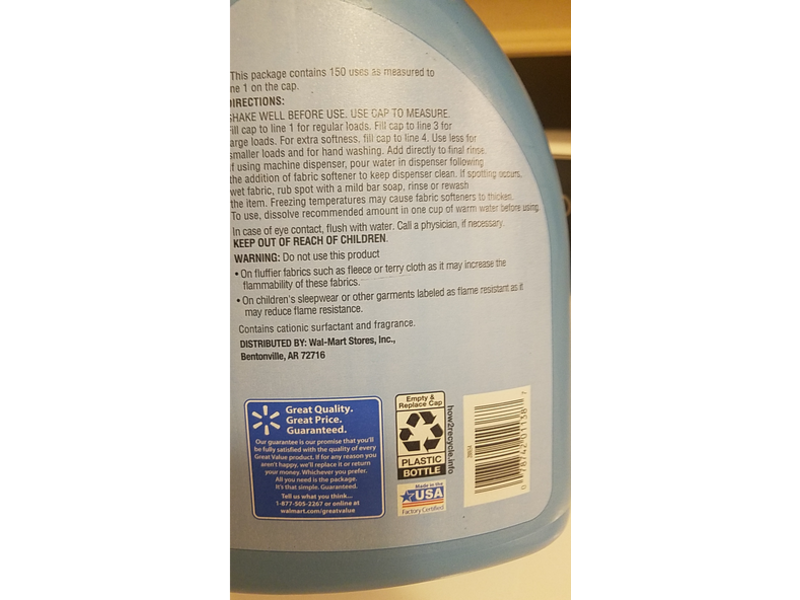 This package contains 150 uses as measured to
ne 1 on the cap.
DIRECTIONS:
SHAKE WELL BEFORE USE. USE CAP TO MEASURE.
Fill cap to line 1 for regular loads. Fill cap to line 3 for
large loads. For extra softness, fill cap to line 4. Use less for
smaller loads and for hand washing. Add directly to final rinse.
If using machine dispenser, pour water in dispenser following
the addition of fabric softener to keep dispenser clean. If spotting occurs,
wet fabric, rub spot with a mild bar soap, rinse or rewash
the item. Freezing temperatures may cause fabric softeners to thicken.
To use, dissolve recommended amount in one cup of warm water before using.
In case of eye contact, flush with water. Call a physician, if necessary.
KEEP OUT OF REACH OF CHILDREN.
WARNING: Do not use this product
• On fluffier fabrics such as fleece or terry cloth as it may increase the
flammability of these fabrics.
• On children's sleepwear or other garments labeled as flame resistant as it
may reduce flame resistance.
Contains cationic surfactant and fragrance.
DISTRIBUTED BY: Wal-Mart Stores, Inc.,
Bentonville, AR 72716
Great Quality.
Great Price.
Guaranteed.
Our guarantee is our promise that you'll
be fully satisfied with the quality of every
Great Value product. If for any reason you
aren't happy, we'll replace it or return
your money. Whichever you prefer.
All you need is the package.
It's that simple. Guaranteed.
Tell us what you think...
1-877-505-2267 or online at
walmart.com/greatvalue
Empty &
Replace Cap
PLASTIC
BOTTLE
how2recycle.info
Made in the
USA
Factory Certified
0 78742 01138 7